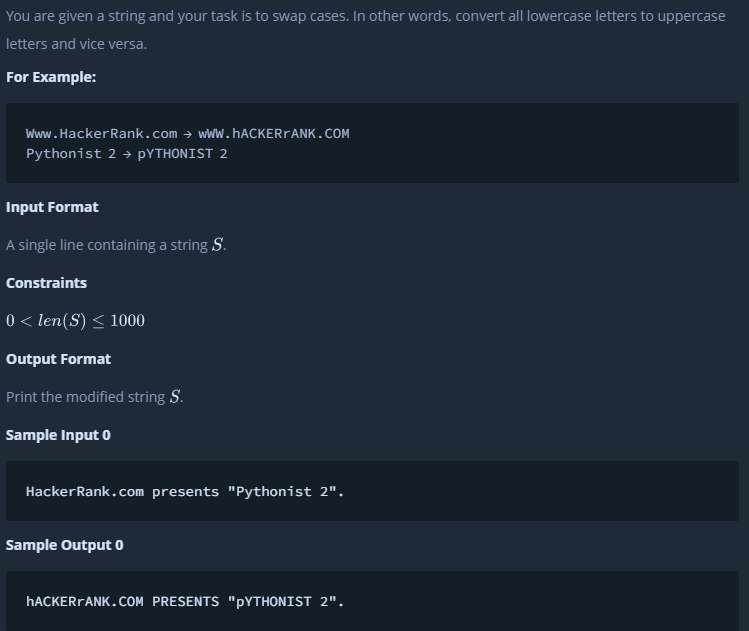 You are given a string and your task is to swap cases. In other words, convert all lowercase letters to uppercase
letters and vice versa.
For Example:
Www.HackerRank.com → wWW.hACKERrANK.COM
Pythonist 2 → pYTHONIST 2
Input Format
A single line containing a string S.
Constraints
0 < len(S) ≤ 1000
Output Format
Print the modified string S.
Sample Input 0
HackerRank.com presents "Pythonist 2".
Sample Output 0
hACKERrANK.COM PRESENTS "pYTHONIST 2".